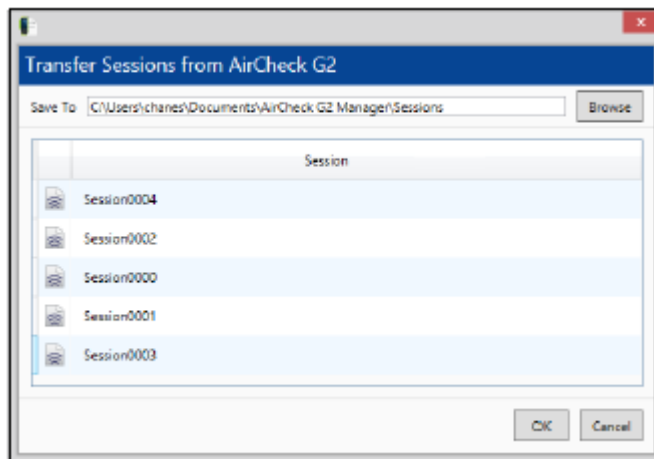 Transfer Sessions from AirCheck G2
Save To C:\Users\chanes\Documents\AirCheck G2 Manager\Sessions Browse
Session
Session0004
Session0002
Session0000
Session0001
Session0003
OK Cancel